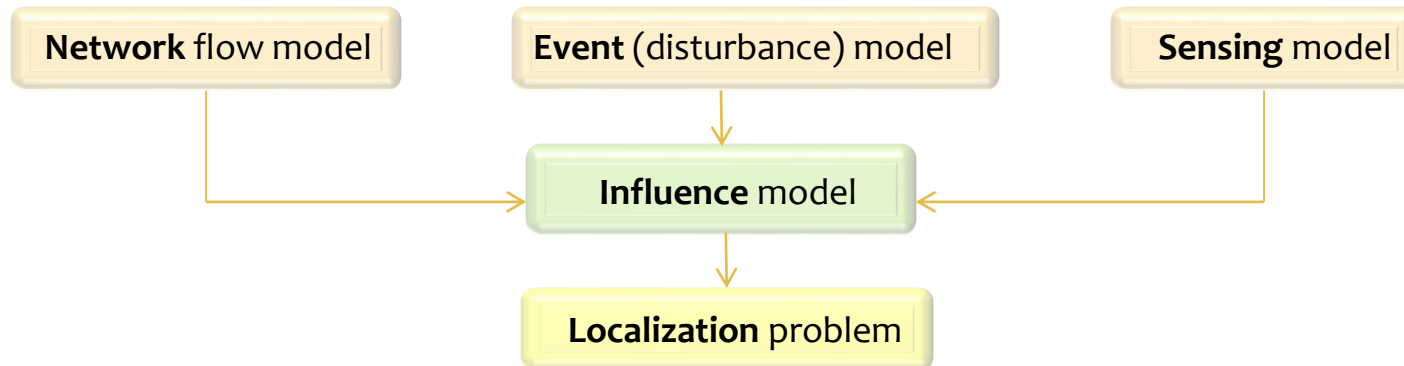 Network flow model
Event (disturbance) model
Sensing model
Influence model
Localization problem